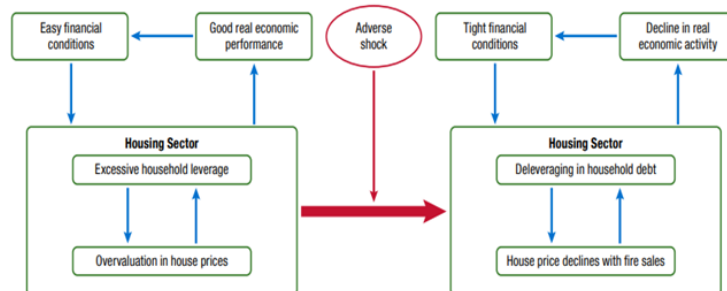 Easy financial
conditions
Good real economic
performance
Adverse
shock
Tight financial
conditions
Decline in real
economic activity
Housing Sector
Excessive household leverage
Overvaluation in house prices
Housing Sector
Deleveraging in household debt
House price declines with fire sales